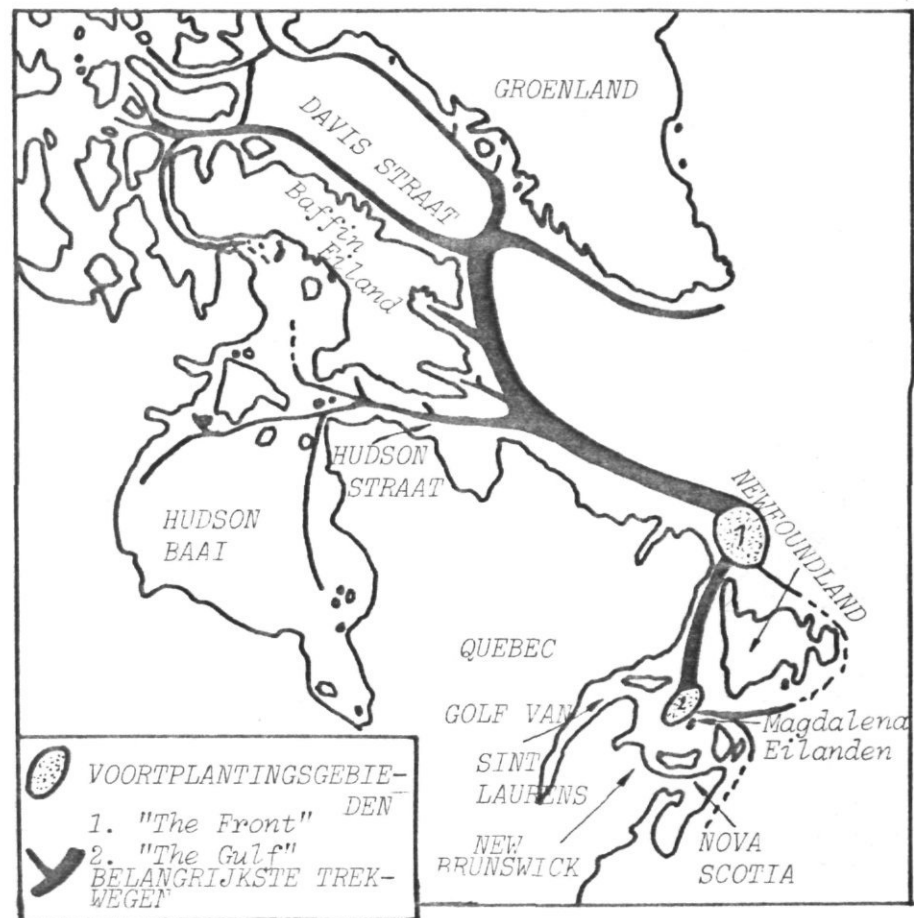 GROENLAND
DAVIS STRAAT
Baffin
Eiland
HUDSON
STRAAT
HUDSON
BAAI
NEWFOUNDLAND
1
QUEBEC
2
GOLF VAN
SINT
LAURENS
Magdalena
Eilanden
NEW
BRUNSWICK
NOVA
SCOTIA
VOORTPLANTINGSGEBIE-
DEN
1. "The Front"
2. "The Gulf"
BELANGRIJKSTE TREK-
WEGEN